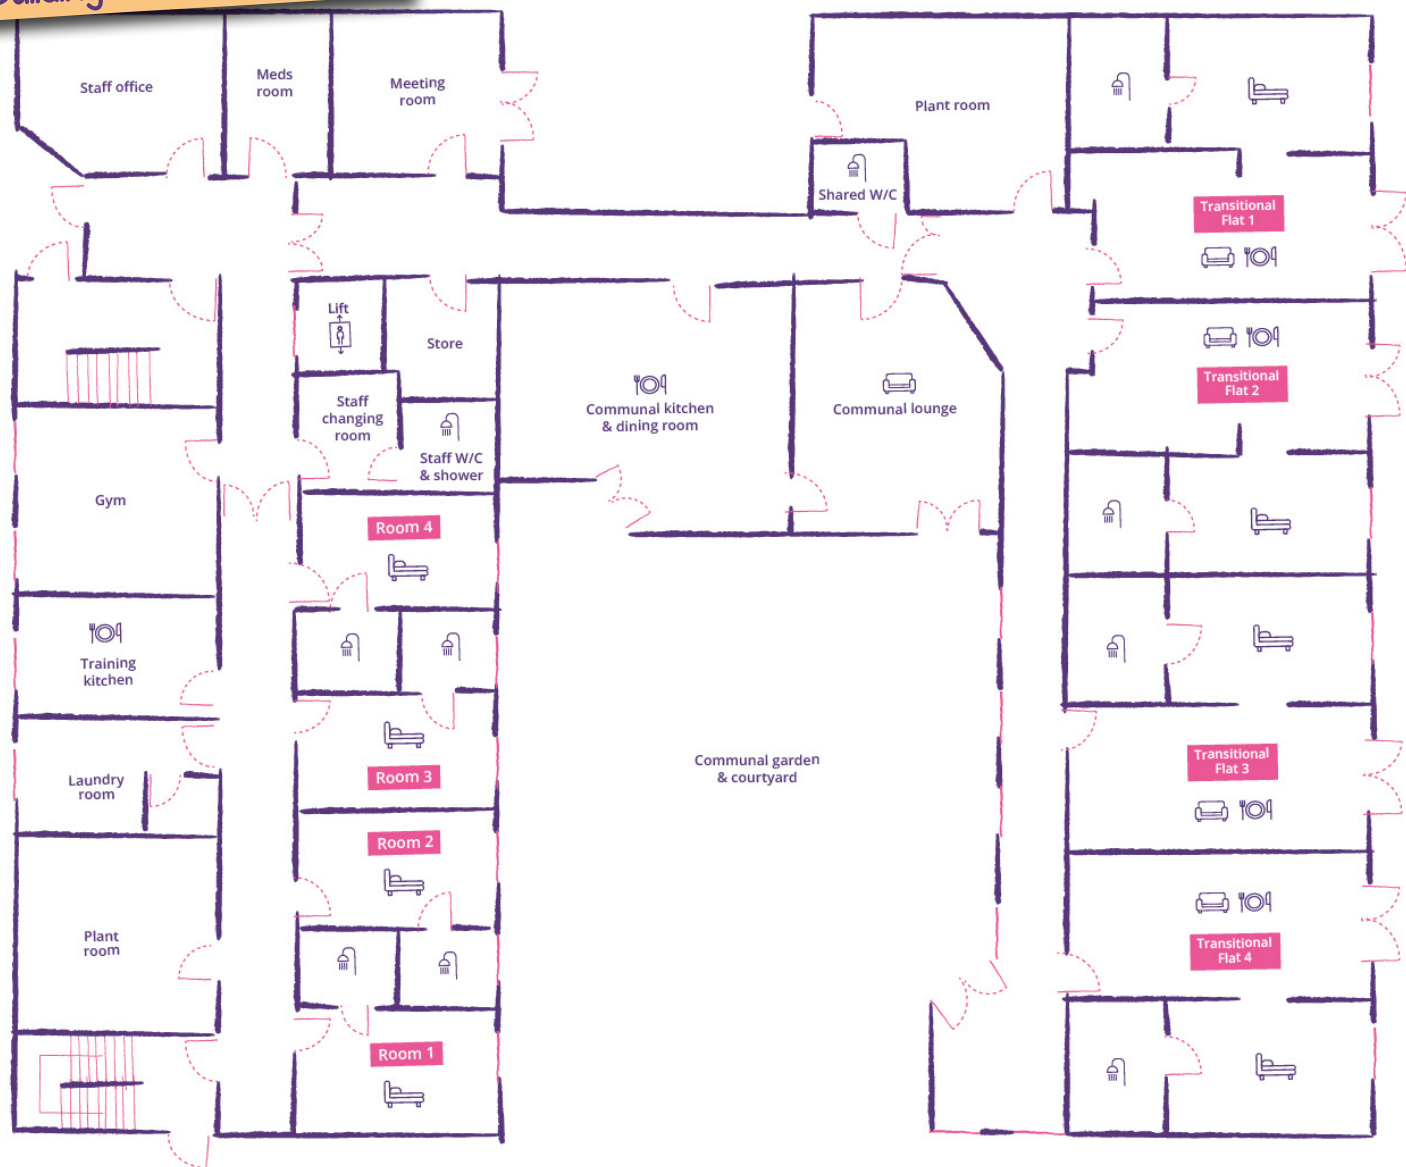 Staff office
Meds
room
Meeting
room
Plant room
Shared W/C
Transitional
Flat 1
Lift
Store
Transitional
Flat 2
Staff
changing
room
Communal kitchen
& dining room
Communal lounge
Staff W/C
& shower
Gym
Room 4
Training
kitchen
Communal garden
& courtyard
Transitional
Flat 3
Room 3
Laundry
room
Room 2
Plant
room
Transitional
Flat 4
Room 1